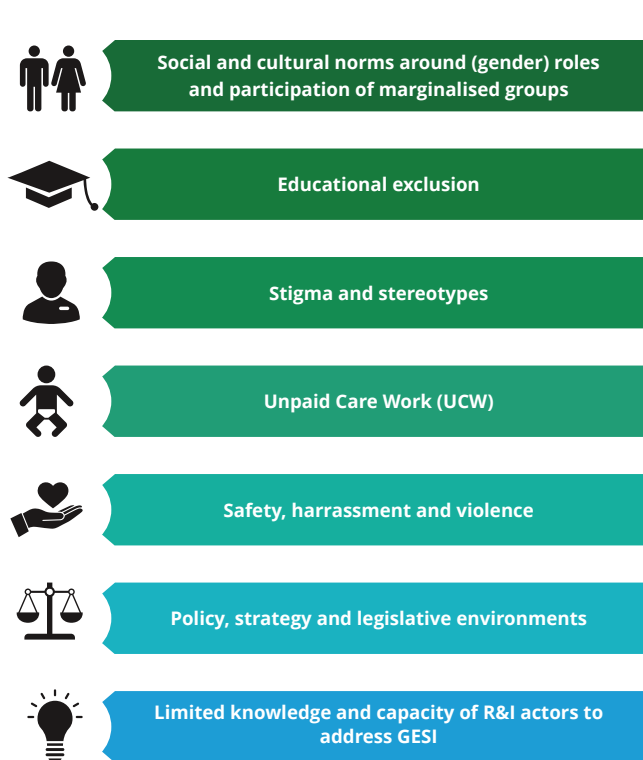 Social and cultural norms around (gender) roles
and participation of marginalised groups
Educational exclusion
Stigma and stereotypes
Unpaid Care Work (UCW)
Safety, harrassment and violence
Policy, strategy and legislative environments
Limited knowledge and capacity of R&I actors to
address GESI